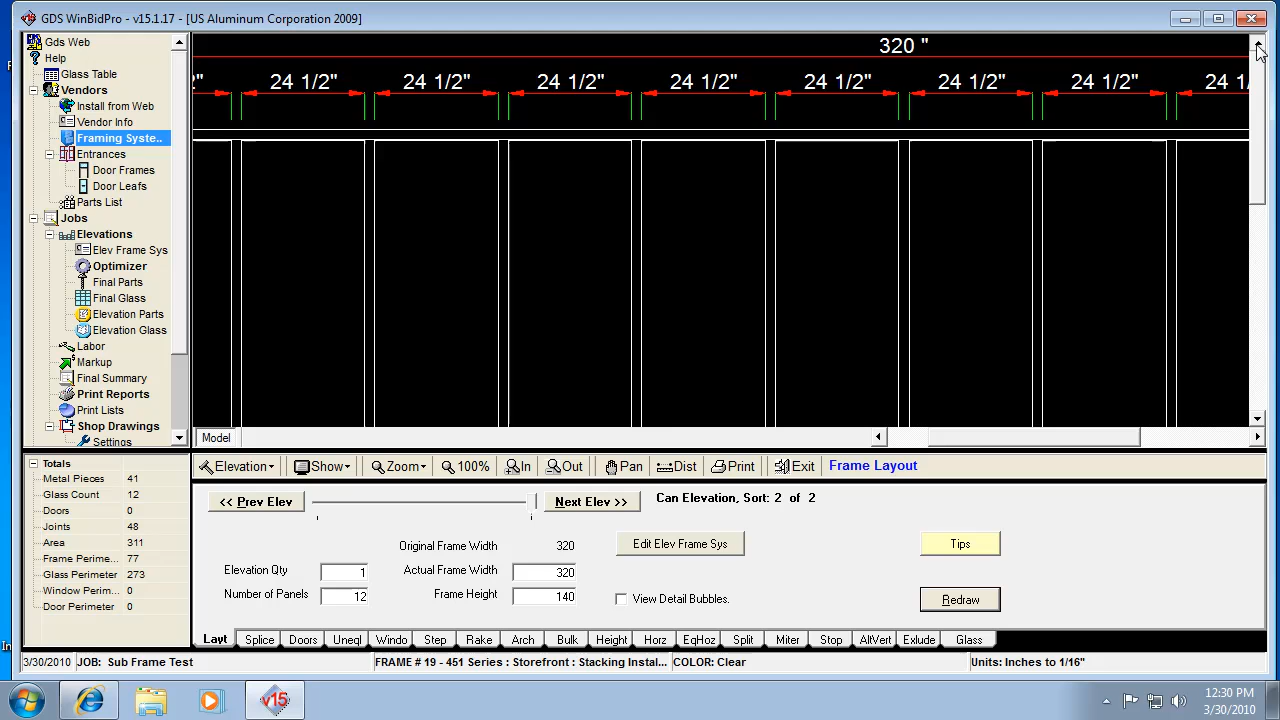 GDS WinBidPro - v15.1.17 - [US Aluminum Corporation 2009]
Gds Web
Help
Glass Table
Vendors
Install from Web
Vendor Info
Framing Syste..
Entrances
Door Frames
Door Leafs
Parts List
Jobs
Elevations
Elev Frame Sys
Optimizer
Final Parts
Final Glass
Elevation Parts
Elevation Glass
Labor
Markup
Final Summary
Print Reports
Print Lists
Shop Drawings
Settings
320 "
24 1/2" 24 1/2" 24 1/2" 24 1/2" 24 1/2" 24 1/2" 24 1/2" 24 1/
Model
Elevation Show Zoom 100% In Out Pan Dist Print Exit Frame Layout
Totals
Metal Pieces 41
Glass Count 12
Doors 0
Joints 48
Area 311
Frame Perime... 77
Glass Perimeter 273
Window Perim... 0
Door Perimeter 0
<< Prev Elev Next Elev >> Can Elevation, Sort: 2 of 2
Original Frame Width 320 Edit Elev Frame Sys Tips
Elevation Qty 1 Actual Frame Width 320
Number of Panels 12 Frame Height 140 View Detail Bubbles. Redraw
Layt Splice Doors Uneql Windo Step Rake Arch Bulk Height Horz EqHoz Split Miter Stop AltVert Exlude Glass
3/30/2010 JOB: Sub Frame Test FRAME # 19 - 451 Series : Storefront : Stacking Instal... COLOR: Clear Units: Inches to 1/16"
v15
12:30 PM
3/30/2010